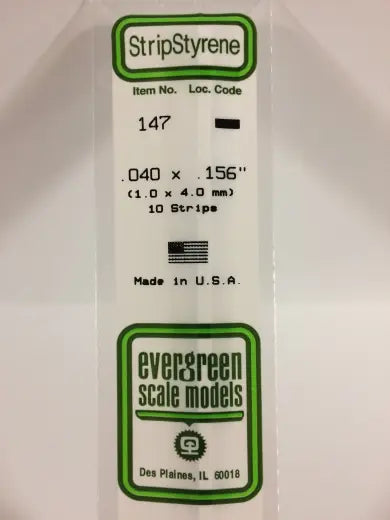 StripStyrene
Item No. Loc. Code
147
.040 x .156"
(1.0 x 4.0 mm)
10 Strips
Made in U.S.A.
evergreen
scale models
Des Plaines, IL 60018